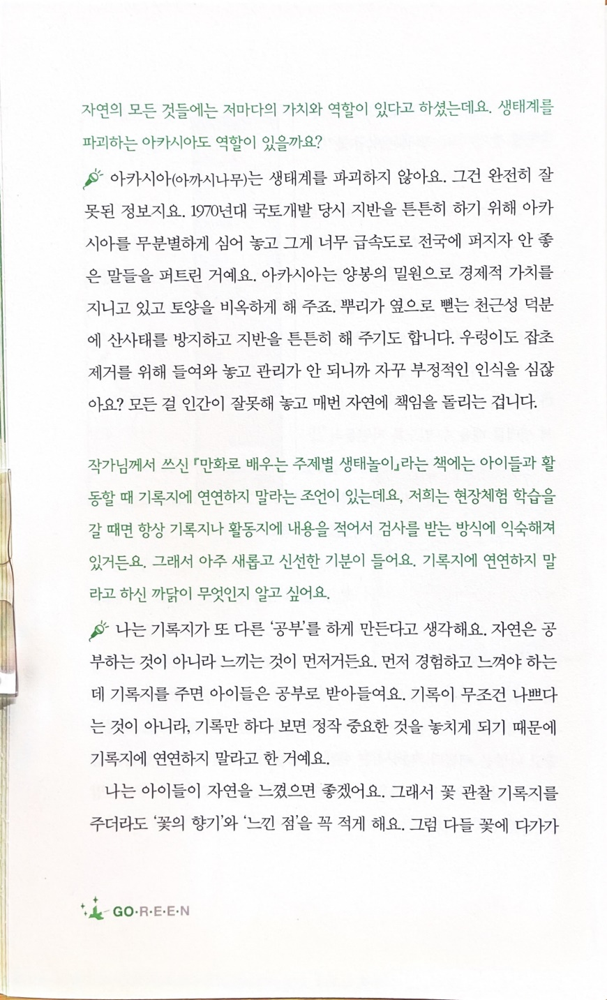 자연의 모든 것들에는 저마다의 가치와 역할이 있다고 하셨는데요. 생태계를
파괴하는 아카시아도 역할이 있을까요?
아카시아(아까시나무)는 생태계를 파괴하지 않아요. 그건 완전히 잘
못된 정보지요. 1970년대 국토개발 당시 지반을 튼튼히 하기 위해 아카
시아를 무분별하게 심어 놓고 그게 너무 급속도로 전국에 퍼지자 안 좋
은 말들을 퍼트린 거예요. 아카시아는 양봉의 밀원으로 경제적 가치를
지니고 있고 토양을 비옥하게 해 주죠. 뿌리가 옆으로 뻗는 천근성 덕분
에 산사태를 방지하고 지반을 튼튼히 해 주기도 합니다. 우렁이도 잡초
제거를 위해 들여와 놓고 관리가 안 되니까 자꾸 부정적인 인식을 심잖
아요? 모든 걸 인간이 잘못해 놓고 매번 자연에 책임을 돌리는 겁니다.
작가님께서 쓰신 『만화로 배우는 주제별 생태놀이』라는 책에는 아이들과 활
동할 때 기록지에 연연하지 말라는 조언이 있는데요, 저희는 현장체험 학습을
갈 때면 항상 기록지나 활동지에 내용을 적어서 검사를 받는 방식에 익숙해져
있거든요. 그래서 아주 새롭고 신선한 기분이 들어요. 기록지에 연연하지 말
라고 하신 까닭이 무엇인지 알고 싶어요.
나는 기록지가 또 다른 ‘공부’를 하게 만든다고 생각해요. 자연은 공
부하는 것이 아니라 느끼는 것이 먼저거든요. 먼저 경험하고 느껴야 하는
데 기록지를 주면 아이들은 공부로 받아들여요. 기록이 무조건 나쁘다
는 것이 아니라, 기록만 하다 보면 정작 중요한 것을 놓치게 되기 때문에
기록지에 연연하지 말라고 한 거예요.
나는 아이들이 자연을 느꼈으면 좋겠어요. 그래서 꽃 관찰 기록지를
주더라도 ‘꽃의 향기’와 ‘느낀 점’을 꼭 적게 해요. 그럼 다들 꽃에 다가가
GO·R·E·E·N